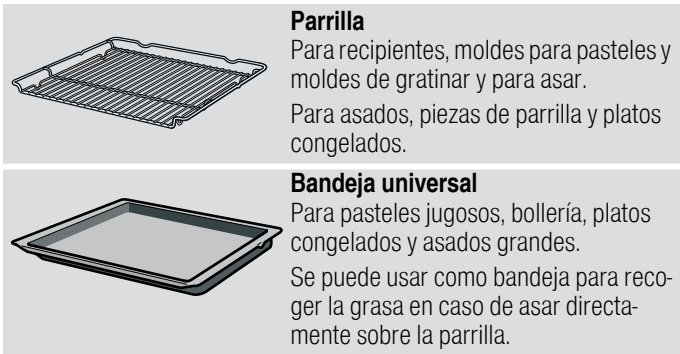 Parrilla
Para recipientes, moldes para pasteles y
moldes de gratinar y para asar.
Para asados, piezas de parrilla y platos
congelados.
Bandeja universal
Para pasteles jugosos, bollería, platos
congelados y asados grandes.
Se puede usar como bandeja para reco-
ger la grasa en caso de asar directa-
mente sobre la parrilla.